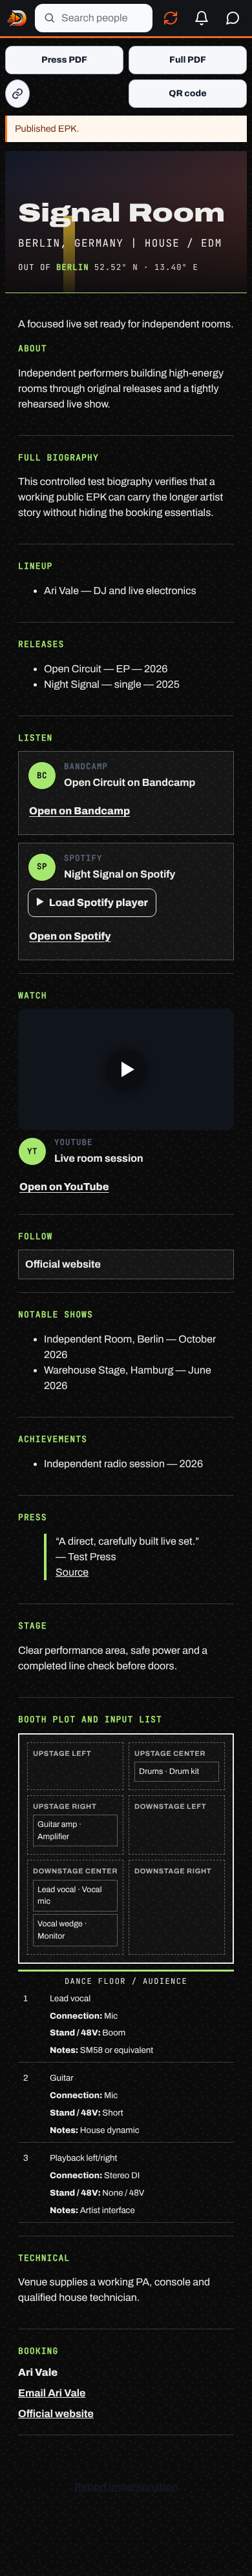 Search people
Press PDF
Full PDF
QR code
Published EPK.
Signal Room
BERLIN, GERMANY | HOUSE / EDM
OUT OF BERLIN 52.52° N · 13.40° E
A focused live set ready for independent rooms.
ABOUT
Independent performers building high-energy
rooms through original releases and a tightly
rehearsed live show.
FULL BIOGRAPHY
This controlled test biography verifies that a
working public EPK can carry the longer artist
story without hiding the booking essentials.
LINEUP
• Ari Vale — DJ and live electronics
RELEASES
• Open Circuit — EP — 2026
• Night Signal — single — 2025
LISTEN
BC
BANDCAMP
Open Circuit on Bandcamp
Open on Bandcamp
SP
SPOTIFY
Night Signal on Spotify
Load Spotify player
Open on Spotify
WATCH
YT
YOUTUBE
Live room session
Open on YouTube
FOLLOW
Official website
NOTABLE SHOWS
• Independent Room, Berlin — October
2026
• Warehouse Stage, Hamburg — June
2026
ACHIEVEMENTS
• Independent radio session — 2026
PRESS
“A direct, carefully built live set.”
— Test Press
Source
STAGE
Clear performance area, safe power and a
completed line check before doors.
BOOTH PLOT AND INPUT LIST
UPSTAGE LEFT
UPSTAGE CENTER
Drums · Drum kit
UPSTAGE RIGHT
Guitar amp ·
Amplifier
DOWNSTAGE LEFT
DOWNSTAGE CENTER
Lead vocal · Vocal
mic
Vocal wedge ·
Monitor
DOWNSTAGE RIGHT
DANCE FLOOR / AUDIENCE
1 Lead vocal
Connection: Mic
Stand / 48V: Boom
Notes: SM58 or equivalent
2 Guitar
Connection: Mic
Stand / 48V: Short
Notes: House dynamic
3 Playback left/right
Connection: Stereo DI
Stand / 48V: None / 48V
Notes: Artist interface
TECHNICAL
Venue supplies a working PA, console and
qualified house technician.
BOOKING
Ari Vale
Email Ari Vale
Official website
Report impersonation